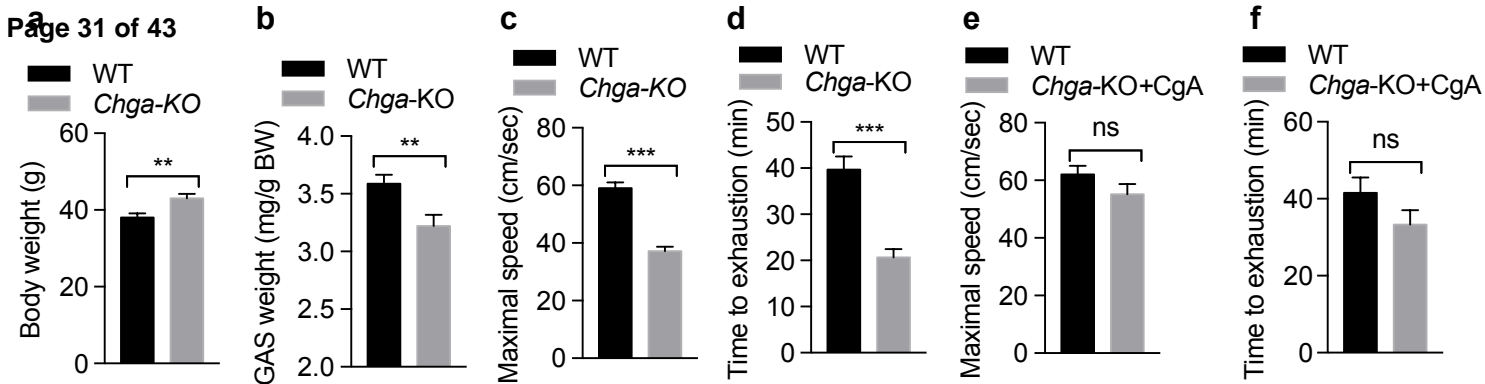 Page 31 of 43
a
WT
Chga-KO
Body weight (g)
60
40
20
0
**
b
WT
Chga-KO
GAS weight (mg/g BW)
4.0
3.5
3.0
2.5
2.0
**
c
WT
Chga-KO
Maximal speed (cm/sec)
80
60
40
20
0
***
d
WT
Chga-KO
Time to exhaustion (min)
50
40
30
20
10
0
***
e
WT
Chga-KO+CgA
Maximal speed (cm/sec)
80
60
40
20
0
ns
f
WT
Chga-KO+CgA
Time to exhaustion (min)
60
40
20
0
ns